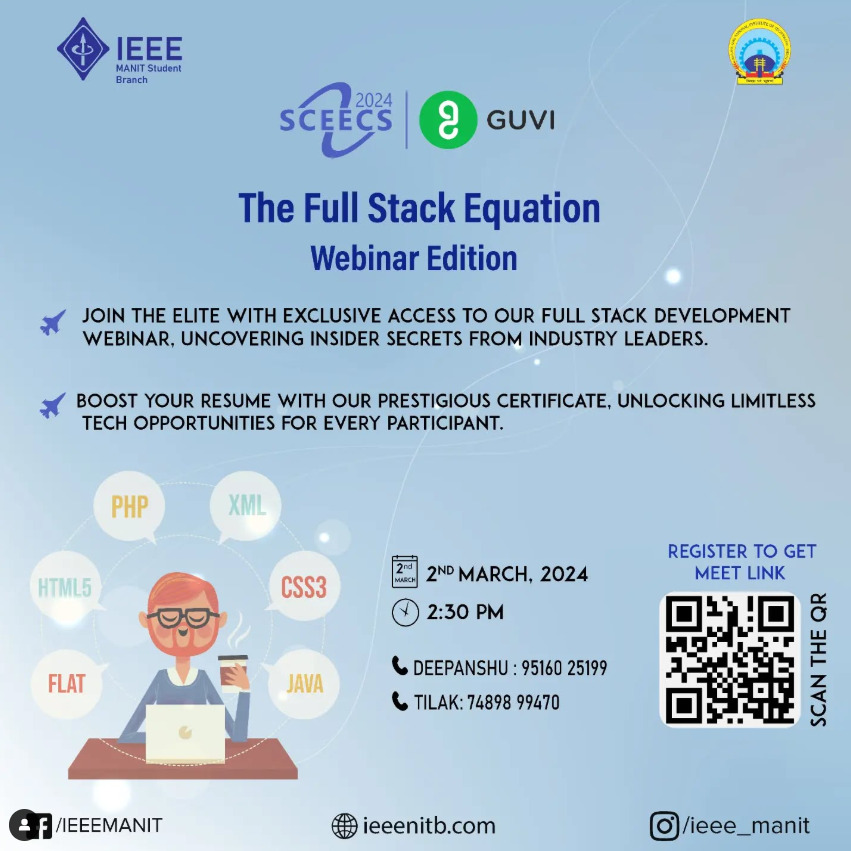 IEEE
MANIT Student
Branch
2024
SCEECS
GUVI
The Full Stack Equation
Webinar Edition
JOIN THE ELITE WITH EXCLUSIVE ACCESS TO OUR FULL STACK DEVELOPMENT
WEBINAR, UNCOVERING INSIDER SECRETS FROM INDUSTRY LEADERS.
BOOST YOUR RESUME WITH OUR PRESTIGIOUS CERTIFICATE, UNLOCKING LIMITLESS
TECH OPPORTUNITIES FOR EVERY PARTICIPANT.
PHP
XML
HTML5
CSS3
FLAT
JAVA
2nd
MARCH
2ND MARCH, 2024
2:30 PM
DEEPANSHU : 95160 25199
TILAK: 74898 99470
REGISTER TO GET
MEET LINK
SCAN THE QR
/IEEEMANIT
ieeenitb.com
/ieee_manit